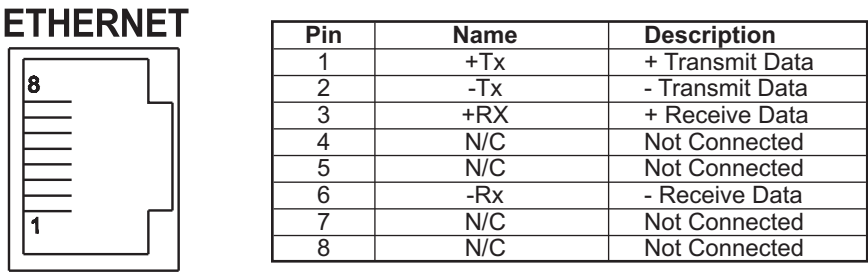 ETHERNET
8
1
Pin Name Description
1 +Tx + Transmit Data
2 -Tx - Transmit Data
3 +RX + Receive Data
4 N/C Not Connected
5 N/C Not Connected
6 -Rx - Receive Data
7 N/C Not Connected
8 N/C Not Connected